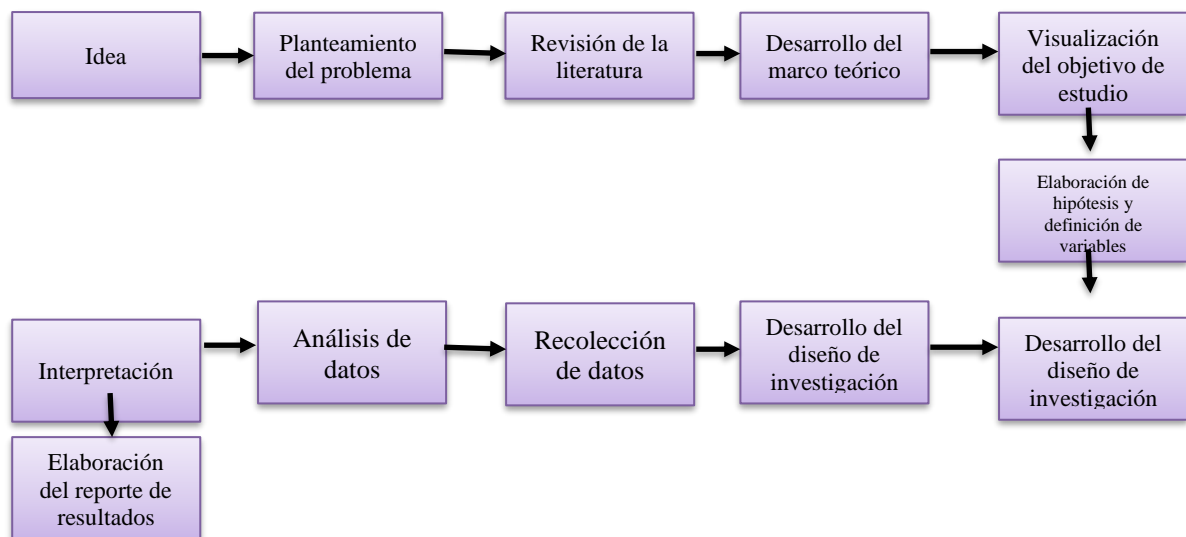 Idea
Planteamiento
del problema
Revisión de la
literatura
Desarrollo del
marco teórico
Visualización
del objetivo de
estudio
Elaboración de
hipótesis y
definición de
variables
Interpretación
Análisis de
datos
Recolección
de datos
Desarrollo del
diseño de
investigación
Desarrollo del
diseño de
investigación
Elaboración
del reporte de
resultados